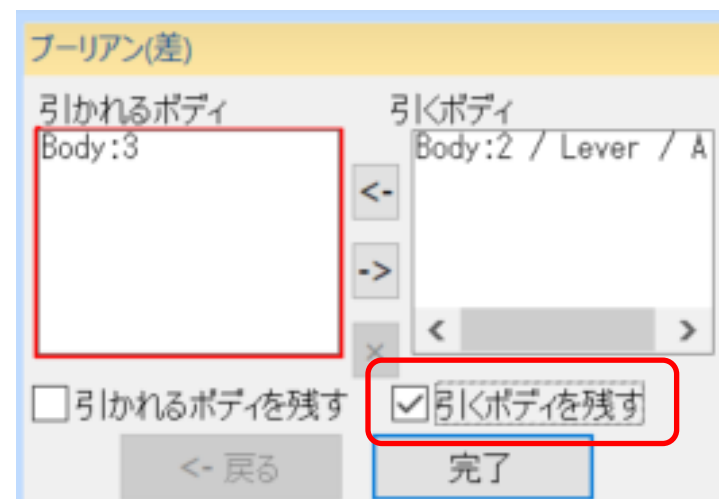 ブーリアン(差)
引かれるボディ 引くボディ
Body:3 Body:2 / Lever / A
<-
->
×
< >
引かれるボディを残す 引くボディを残す
<- 戻る 完了